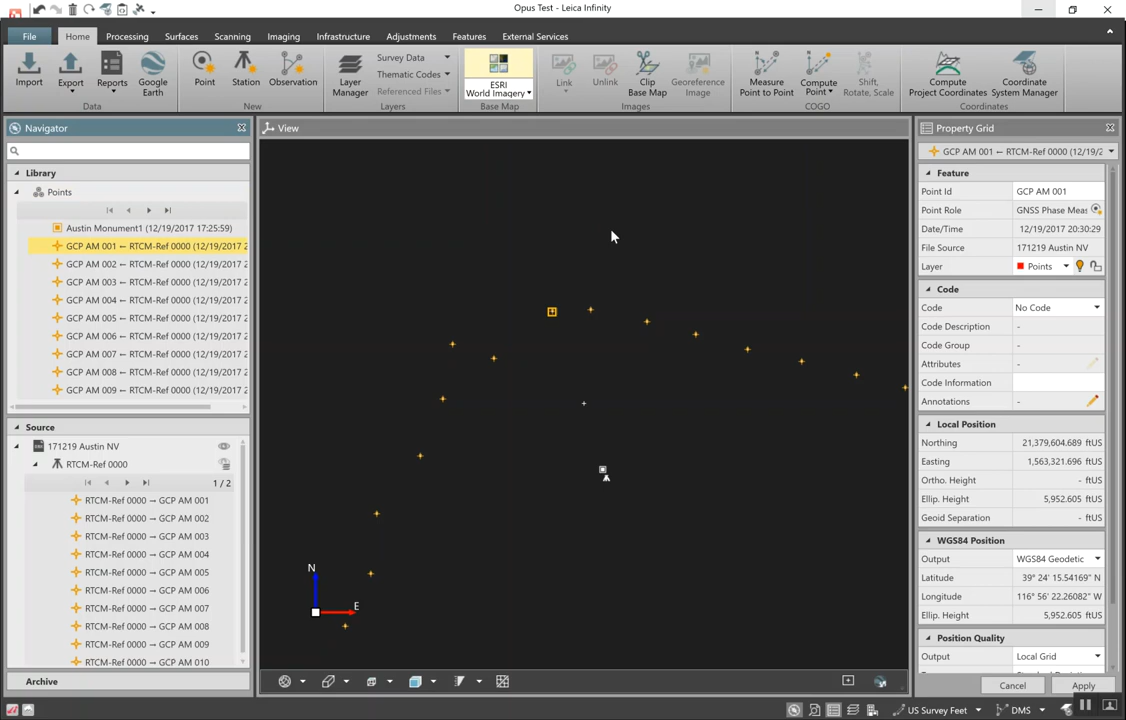 Opus Test - Leica Infinity
File Home Processing Surfaces Scanning Imaging Infrastructure Adjustments Features External Services
Import Export Reports Google Earth
Data
Point Station Observation
New
Layer Manager
Survey Data
Thematic Codes
Referenced Files
Layers
ESRI World Imagery
Base Map
Link Unlink Clip Base Map Georeference Image
Images
Measure Point to Point Compute Point Shift, Rotate, Scale
COGO
Compute Project Coordinates Coordinate System Manager
Coordinates
Navigator
Library
Points
Austin Monument1 (12/19/2017 17:25:59)
GCP AM 001 ← RTCM-Ref 0000 (12/19/2017 2
GCP AM 002 ← RTCM-Ref 0000 (12/19/2017 2
GCP AM 003 ← RTCM-Ref 0000 (12/19/2017 2
GCP AM 004 ← RTCM-Ref 0000 (12/19/2017 2
GCP AM 005 ← RTCM-Ref 0000 (12/19/2017 2
GCP AM 006 ← RTCM-Ref 0000 (12/19/2017 2
GCP AM 007 ← RTCM-Ref 0000 (12/19/2017 2
GCP AM 008 ← RTCM-Ref 0000 (12/19/2017 2
GCP AM 009 ← RTCM-Ref 0000 (12/19/2017 2
Source
171219 Austin NV
RTCM-Ref 0000
1 / 2
RTCM-Ref 0000 → GCP AM 001
RTCM-Ref 0000 → GCP AM 002
RTCM-Ref 0000 → GCP AM 003
RTCM-Ref 0000 → GCP AM 004
RTCM-Ref 0000 → GCP AM 005
RTCM-Ref 0000 → GCP AM 006
RTCM-Ref 0000 → GCP AM 007
RTCM-Ref 0000 → GCP AM 008
RTCM-Ref 0000 → GCP AM 009
RTCM-Ref 0000 → GCP AM 010
Archive
View
N
E
Property Grid
GCP AM 001 ← RTCM-Ref 0000 (12/19/2
Feature
Point Id GCP AM 001
Point Role GNSS Phase Meas
Date/Time 12/19/2017 20:30:29
File Source 171219 Austin NV
Layer Points
Code
Code No Code
Code Description -
Code Group -
Attributes -
Code Information
Annotations -
Local Position
Northing 21,379,604.689 ftUS
Easting 1,563,321.696 ftUS
Ortho. Height - ftUS
Ellip. Height 5,952.605 ftUS
Geoid Separation - ftUS
WGS84 Position
Output WGS84 Geodetic
Latitude 39° 24' 15.54169" N
Longitude 116° 56' 22.26082" W
Ellip. Height 5,952.605 ftUS
Position Quality
Output Local Grid
Cancel Apply
US Survey Feet DMS